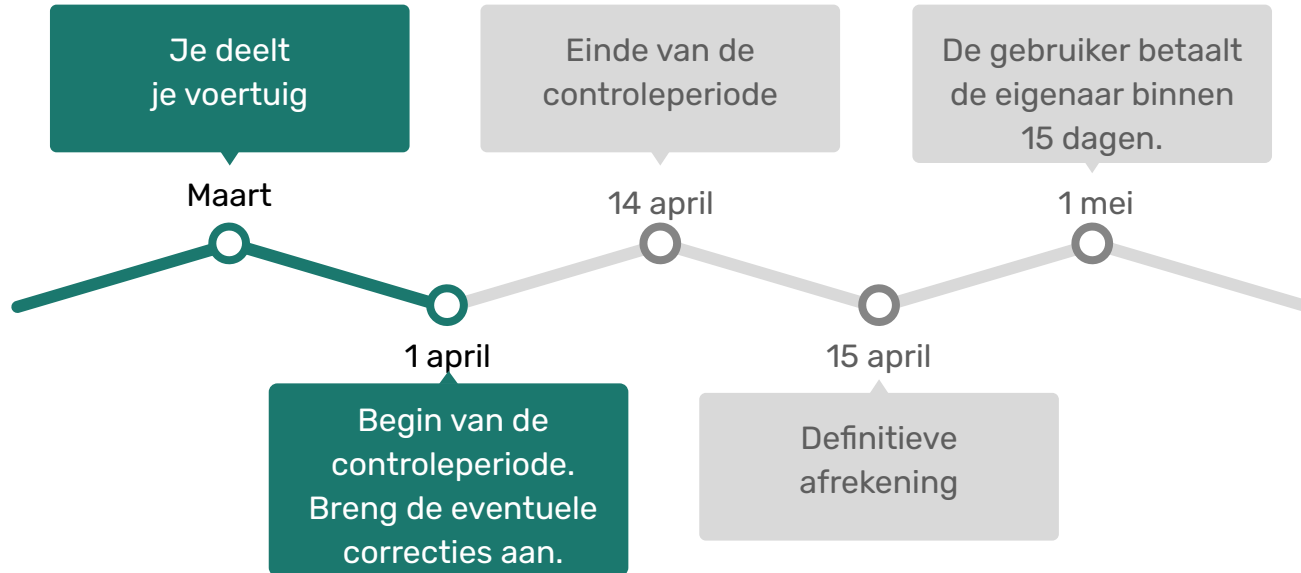 Je deelt
je voertuig
Maart
1 april
Begin van de
controleperiode.
Breng de eventuele
correcties aan.
Einde van de
controleperiode
14 april
15 april
Definitieve
afrekening
De gebruiker betaalt
de eigenaar binnen
15 dagen.
1 mei